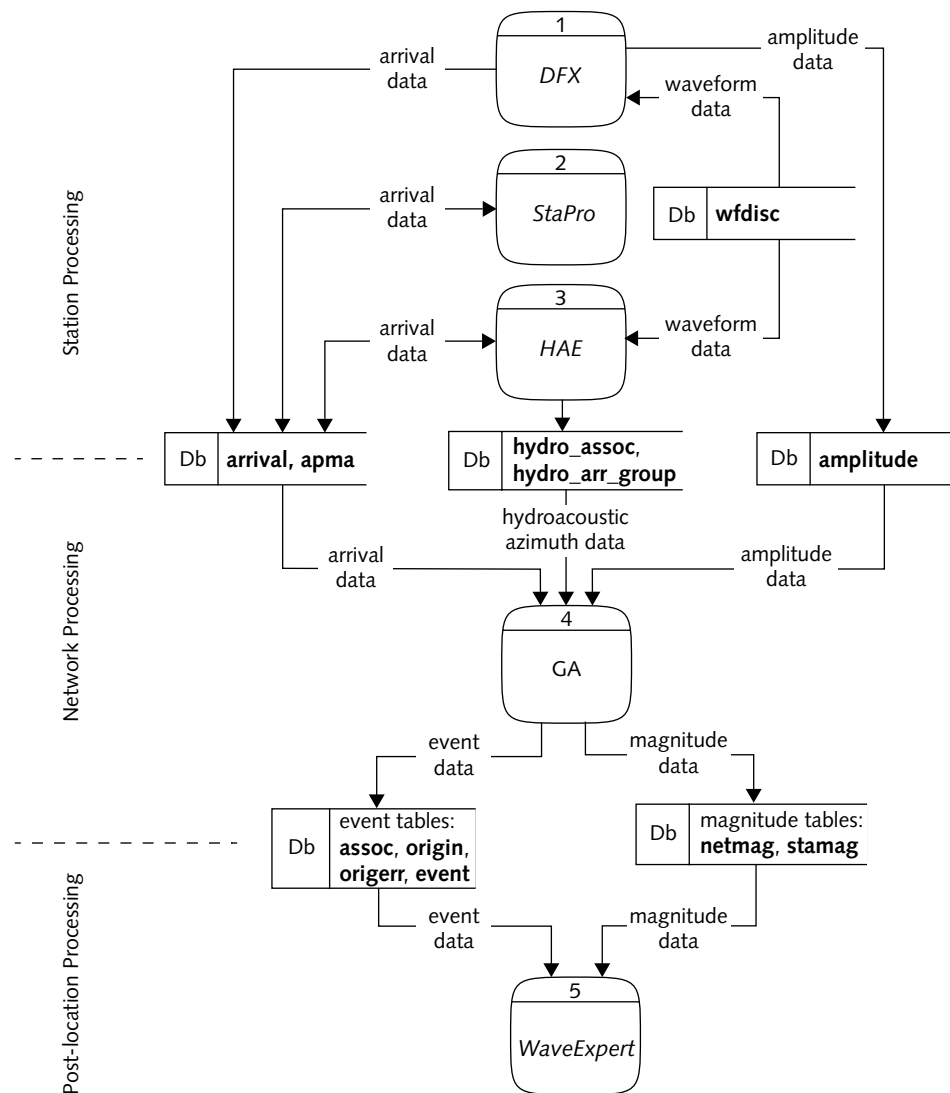 1
DFX
arrival
data
amplitude
data
waveform
data
2
StaPro
arrival
data
Db
wfdisc
Station Processing
3
HAE
arrival
data
waveform
data
Db
arrival, apma
Db
hydro_assoc,
hydro_arr_group
Db
amplitude
hydroacoustic
azimuth data
arrival
data
amplitude
data
Network Processing
4
GA
event
data
magnitude
data
Db
event tables:
assoc, origin,
origerr, event
Db
magnitude tables:
netmag, stamag
event
data
magnitude
data
Post-location Processing
5
WaveExpert